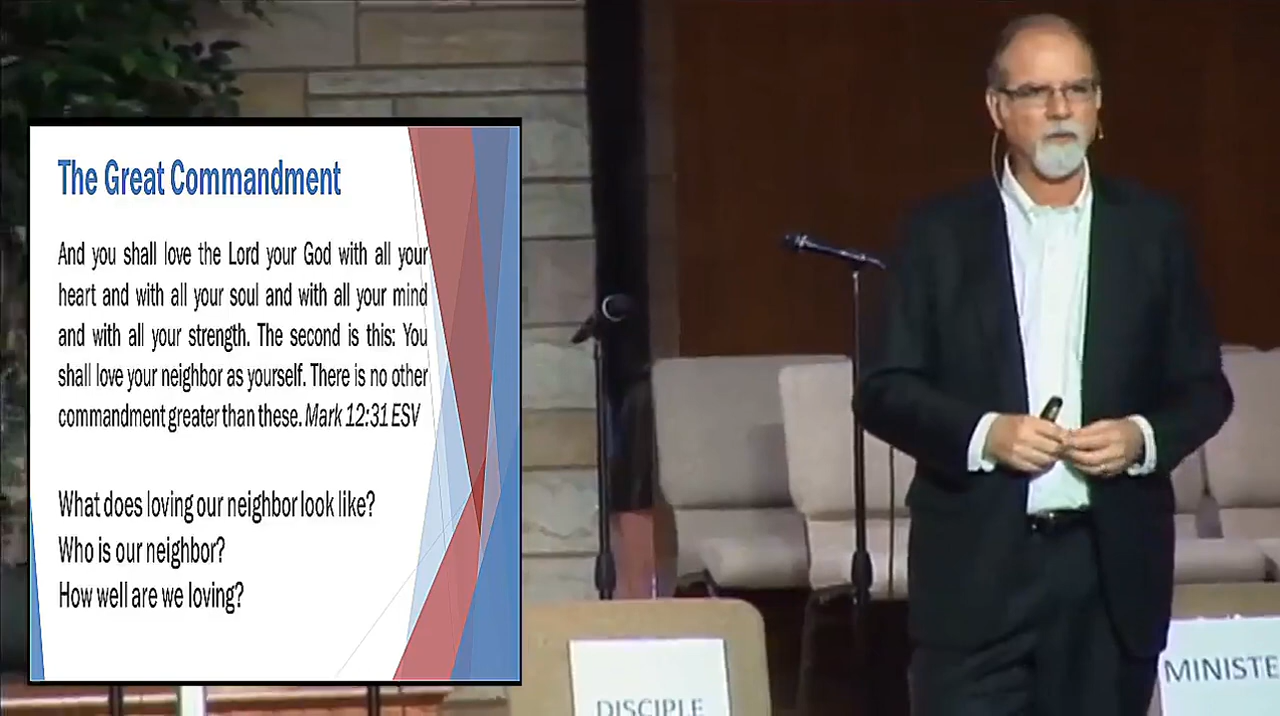 The Great Commandment
And you shall love the Lord your God with all your
heart and with all your soul and with all your mind
and with all your strength. The second is this: You
shall love your neighbor as yourself. There is no other
commandment greater than these. Mark 12:31 ESV
What does loving our neighbor look like?
Who is our neighbor?
How well are we loving?
DISCIPLE
MINISTE